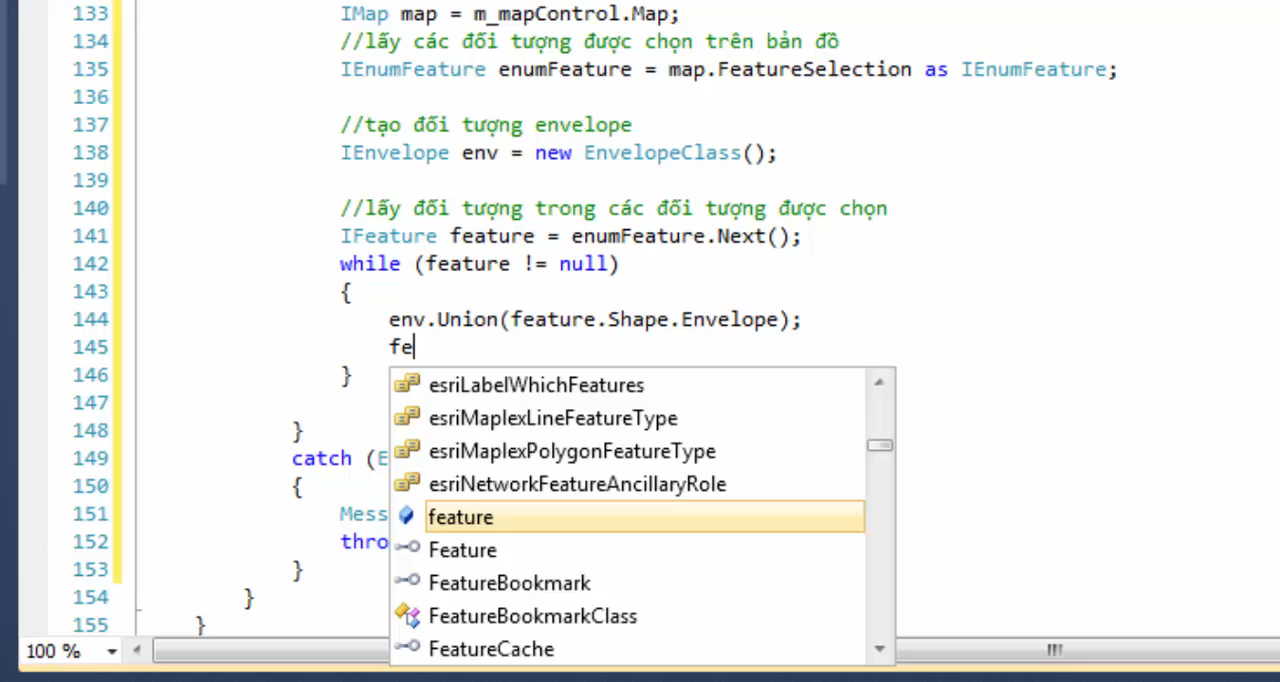 133 IMap map = m_mapControl.Map;
134 //lấy các đối tượng được chọn trên bản đồ
135 IEnumFeature enumFeature = map.FeatureSelection as IEnumFeature;
136
137 //tạo đối tượng envelope
138 IEnvelope env = new EnvelopeClass();
139
140 //lấy đối tượng trong các đối tượng được chọn
141 IFeature feature = enumFeature.Next();
142 while (feature != null)
143 {
144 env.Union(feature.Shape.Envelope);
145 fe
146 }
147
148 }
149 catch (E
150 {
151 Mess
152 thro
153 }
154 }
155 }
esriLabelWhichFeatures
esriMaplexLineFeatureType
esriMaplexPolygonFeatureType
esriNetworkFeatureAncillaryRole
feature
Feature
FeatureBookmark
FeatureBookmarkClass
FeatureCache
100 %